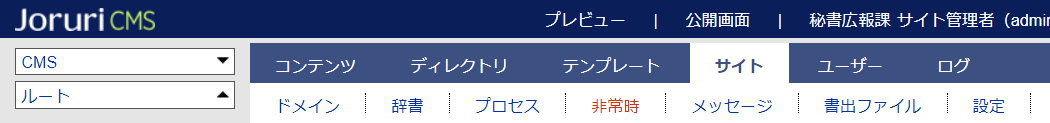 Joruri CMS プレビュー | 公開画面 | 秘書広報課 サイト管理者（admin
CMS
コンテンツ ディレクトリ テンプレート サイト ユーザー ログ
ルート
ドメイン 辞書 プロセス 非常時 メッセージ 書出ファイル 設定